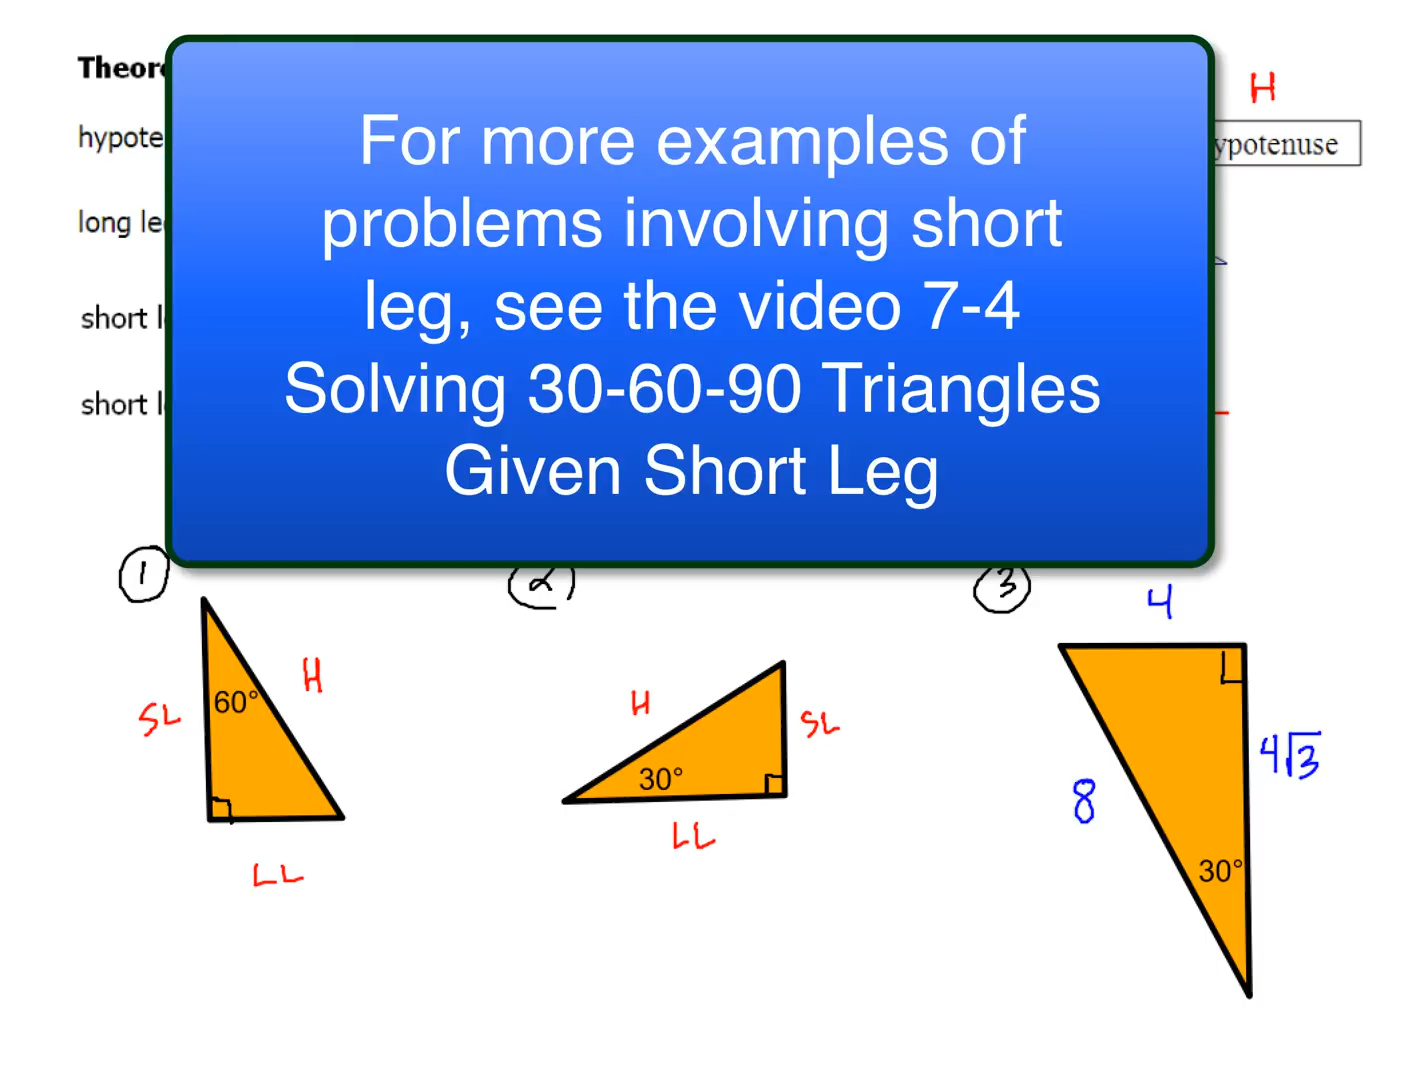 Theore
H
hypote
ypotenuse
long le
short l
short l
For more examples of
problems involving short
leg, see the video 7-4
Solving 30-60-90 Triangles
Given Short Leg
1
2
3
4
H
60°
SL
LL
H
SL
30°
LL
4√3
8
30°